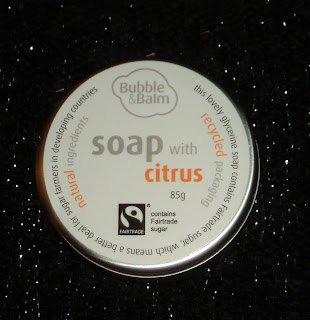 Bubble
&Balm
this lovely glycerine soap contains Fairtrade sugar, which means a better deal for sugar farmers in developing countries
natural ingredients
recycled packaging
soap with
citrus
85g
FAIRTRADE
contains
Fairtrade
sugar